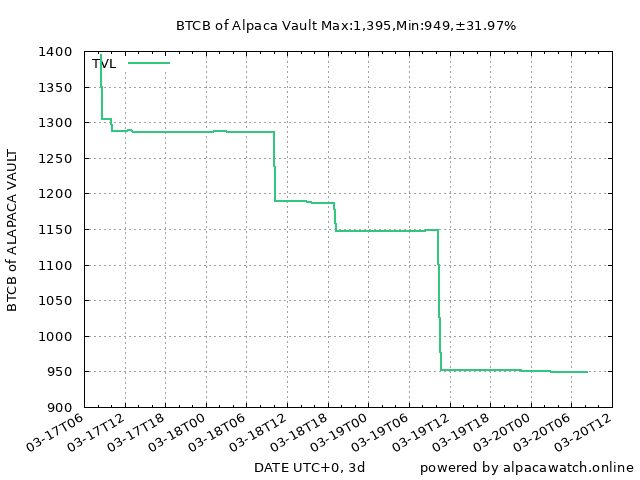 BTCB of Alpaca Vault Max:1,395,Min:949,±31.97%
TVL
1400
1350
1300
1250
1200
1150
1100
1050
1000
950
900
BTCB of ALAPACA VAULT
03-17T06
03-17T12
03-17T18
03-18T00
03-18T06
03-18T12
03-18T18
03-19T00
03-19T06
03-19T12
03-19T18
03-20T00
03-20T06
03-20T12
DATE UTC+0, 3d
powered by alpacawatch.online